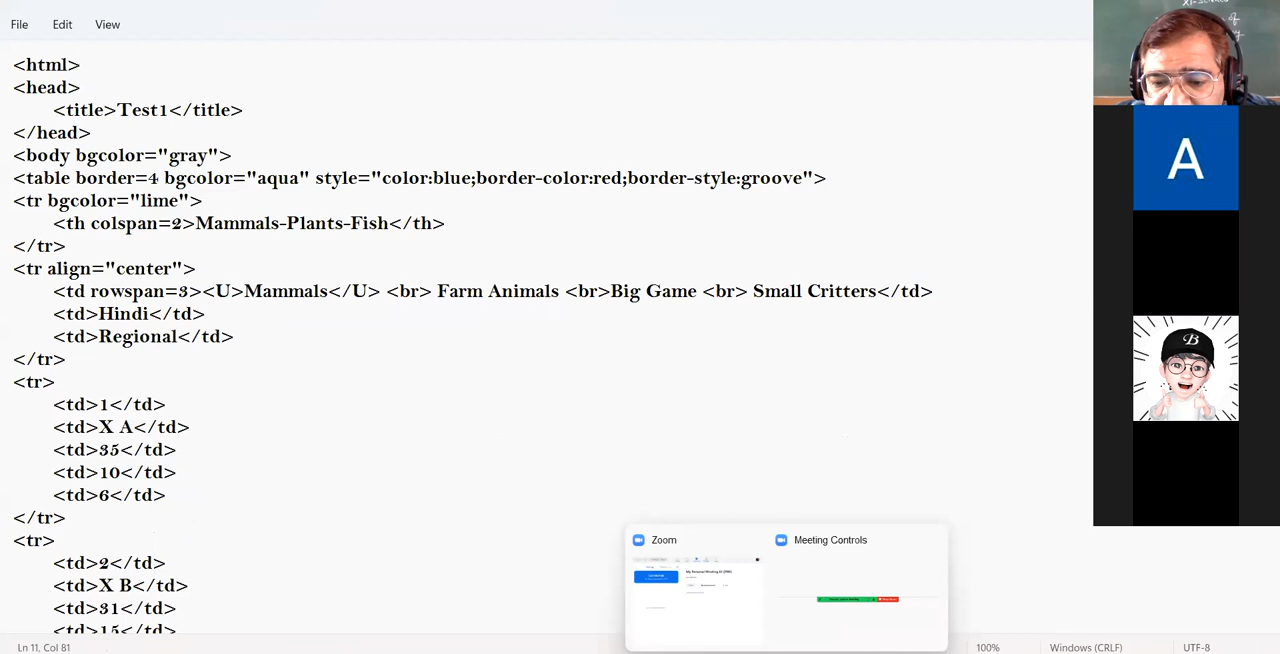 File Edit View
<html>
<head>
<title>Test1</title>
</head>
<body bgcolor="gray">
<table border=4 bgcolor="aqua" style="color:blue;border-color:red;border-style:groove">
<tr bgcolor="lime">
<th colspan=2>Mammals-Plants-Fish</th>
</tr>
<tr align="center">
<td rowspan=3><U>Mammals</U> <br> Farm Animals <br>Big Game <br> Small Critters</td>
<td>Hindi</td>
<td>Regional</td>
</tr>
<tr>
<td>1</td>
<td>X A</td>
<td>35</td>
<td>10</td>
<td>6</td>
</tr>
<tr>
<td>2</td>
<td>X B</td>
<td>31</td>
<td>15</td>
A
B
Zoom Meeting Controls
Ln 11, Col 81 100% Windows (CRLF) UTF-8